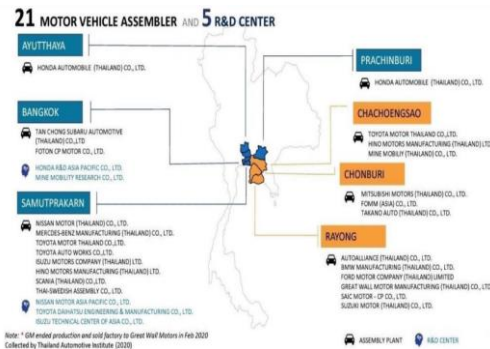 21 MOTOR VEHICLE ASSEMBLER AND 5 R&D CENTER
AYUTTHAYA
HONDA AUTOMOBILE (THAILAND) CO., LTD.
BANGKOK
TAN CHONG SUBARU AUTOMOTIVE
(THAILAND) CO.,LTD
FOTON CP MOTOR CO., LTD.
HONDA R&D ASIA PACIFIC CO., LTD.
MINE MOBILITY RESEARCH CO., LTD.
SAMUTPRAKARN
NISSAN MOTOR (THAILAND) CO., LTD.
MERCDES-BENZ MANUFACTURING (THAILAND) CO., LTD.
TOYOTA MOTOR THAILAND CO.,LTD.
TOYOTA AUTO WORKS CO.,LTD.
ISUZU MOTORS COMPANY (THAILAND) LTD.
HINO MOTORS MANUFACTURING (THAILAND) LTD.
SCANIA (THAILAND) CO., LTD.
THAI-SWEDISH ASSEMBLY CO., LTD.
NISSAN MOTOR ASIA PACIFIC CO., LTD.
TOYOTA DAIHATSU ENGINEERING & MANUFACTURING CO., LTD.
ISUZU TECHNICAL CENTER OF ASIA CO., LTD.
PRACHINBURI
HONDA AUTOMOBILE (THAILAND) CO., LTD.
CHACHOENGSAO
TOYOTA MOTOR THAILAND CO.,LTD.
HINO MOTORS MANUFACTURING (THAILAND) LTD.
MINE MOBILIY (THAILAND) CO., LTD.
CHONBURI
MITSUBISHI MOTORS (THAILAND) CO., LTD.
FOMM (ASIA) CO., LTD.
TAKANO AUTO (THAILAND) CO., LTD.
RAYONG
AUTOALLIANCE (THAILAND) CO., LTD.
BMW MANUFACTURING (THAILAND) CO., LTD.
FORD MOTOR COMPANY (THAILAND) LIMITED
GREAT WALL MOTOR MANUFACTURING (THAILAND) CO., LTD.
SAIC MOTOR - CP CO., LTD.
SUZUKI MOTOR (THAILAND) CO., LTD.
Note: * GM ended production and sold factory to Great Wall Motors in Feb 2020
Collected by Thailand Automotive Institute (2020)
ASSEMBLY PLANT
R&D CENTER